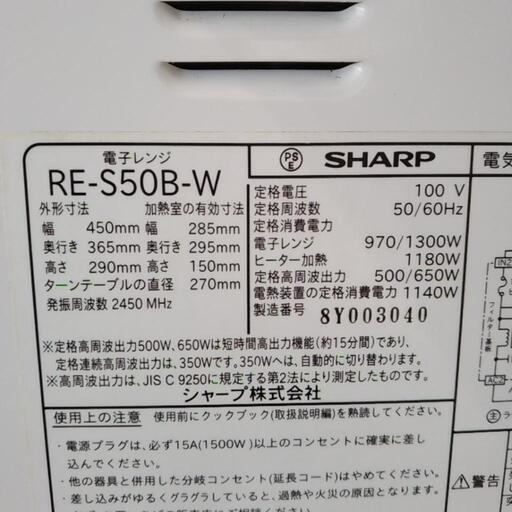 電子レンジ
RE-S50B-W
外形寸法 加熱室の有効寸法
幅 450mm 幅 285mm
奥行き 365mm 奥行き 295mm
高さ 290mm 高さ 150mm
ターンテーブルの直径 270mm
発振周波数 2450 MHz
PSE SHARP
定格電圧 100 V
定格周波数 50/60Hz
定格消費電力
電子レンジ 970/1300W
ヒーター加熱 1180W
定格高周波出力 500/650W
電熱装置の定格消費電力 1140W
製造番号 8Y003040
※定格高周波出力500W、650Wは短時間高出力機能(約15分間)であり、
定格連続高周波出力は、350Wです。350Wへは、自動的に切り替わります。
※高周波出力は、JIS C 9250に規定する第2法により測定したものです。
シャープ株式会社
使用上の注意 使用前にクックブック(取扱説明編)を熟読してください。
・電源プラグは、必ず15A(1500W)以上のコンセントに確実に差し
込んでください。
・他の器具と併用した分岐コンセント(延長コード)はやめてください。
・差し込みがゆるくグラグラしていると、過熱や火災の原因となります。
電気
IN2
フィルター基板
AC2
警告